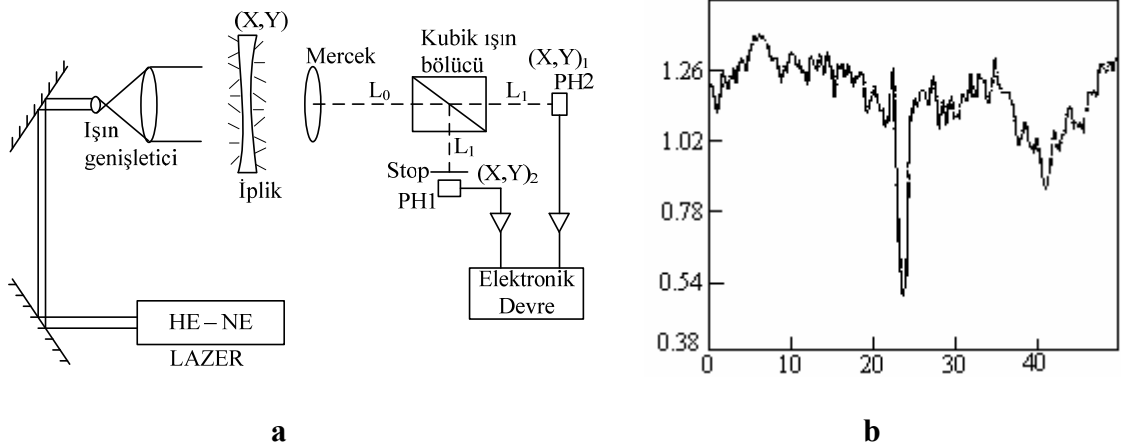 (X,Y)
Mercek
Kubik ışın
bölücü
(X,Y)₁
PH2
L₀
L₁
Işın
genişletici
L₁
Stop
(X,Y)₂
PH1
İplik
Elektronik
Devre
HE – NE
LAZER
a
1.26
1.02
0.78
0.54
0.38
0 10 20 30 40
b